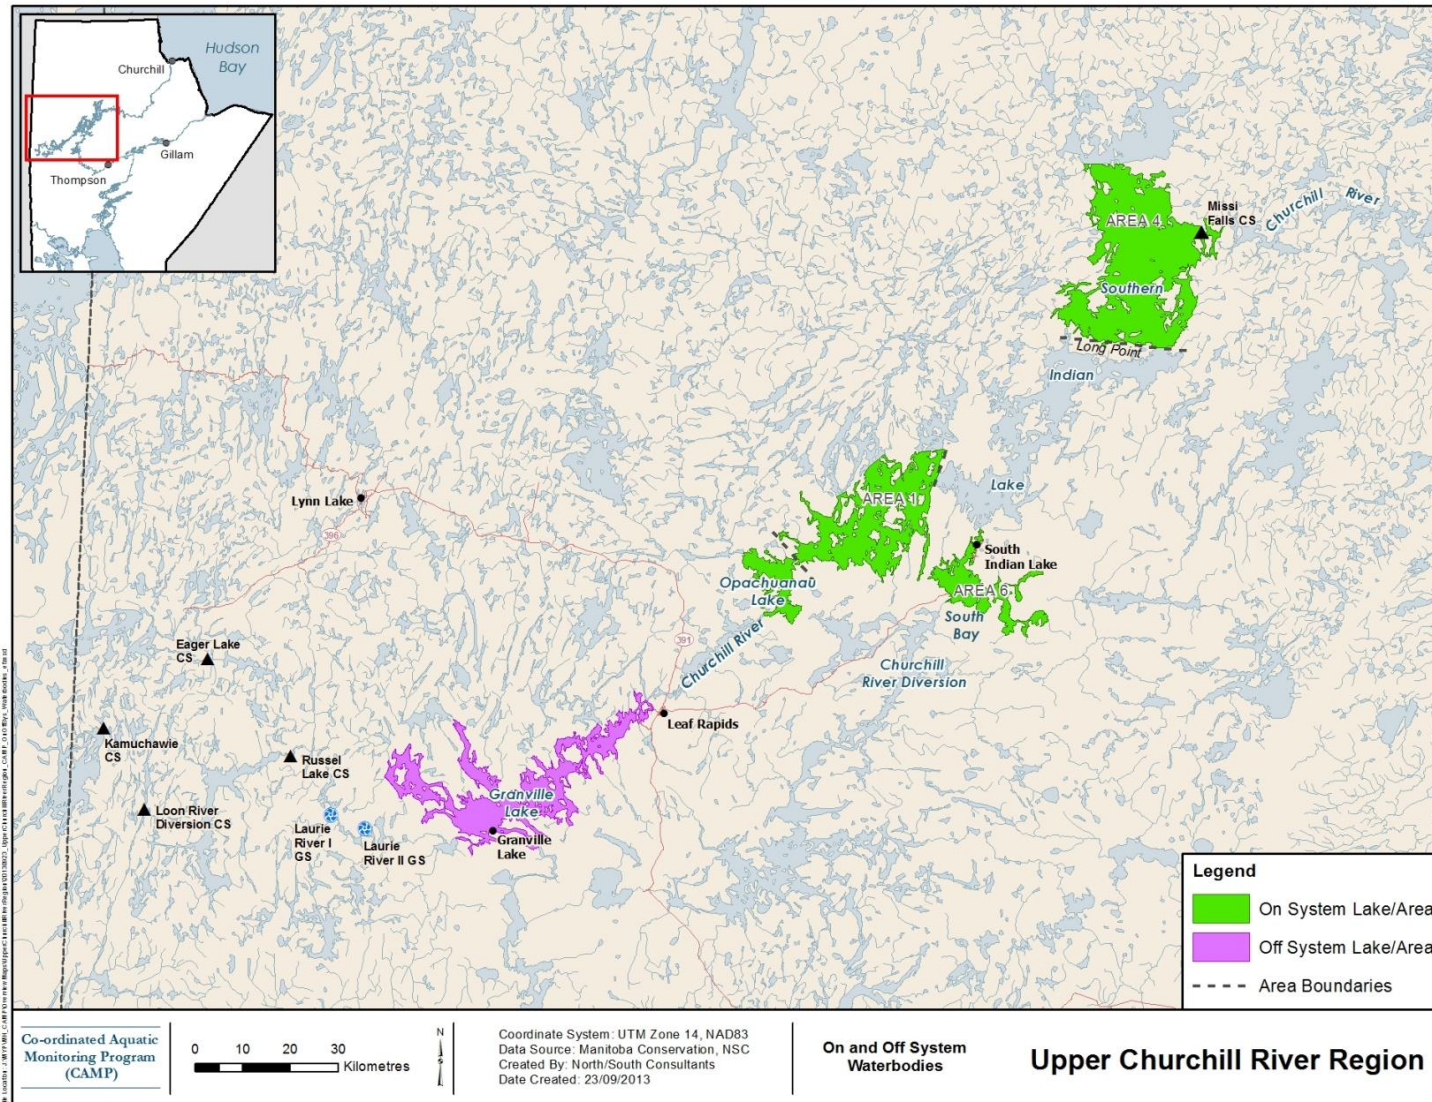 Hudson
Bay
Churchill
Gillam
Thompson
Missi
Falls CS
Churchill River
AREA 4
Southern
Long Point
Indian
Lake
AREA 1
Lynn Lake
396
South
Indian Lake
Opachuanau
Lake
AREA 6
South
Bay
391
Churchill River
Churchill
River Diversion
Eager Lake
CS
Leaf Rapids
Kamuchawie
CS
Russel
Lake CS
Granville
Lake
Loon River
Diversion CS
Laurie
River I
GS
Laurie
River II GS
Granville
Lake
Legend
On System Lake/Area
Off System Lake/Area
Area Boundaries
Co-ordinated Aquatic
Monitoring Program
(CAMP)
0 10 20 30
Kilometres
N
Coordinate System: UTM Zone 14, NAD83
Data Source: Manitoba Conservation, NSC
Created By: North/South Consultants
Date Created: 23/09/2013
On and Off System
Waterbodies
Upper Churchill River Region